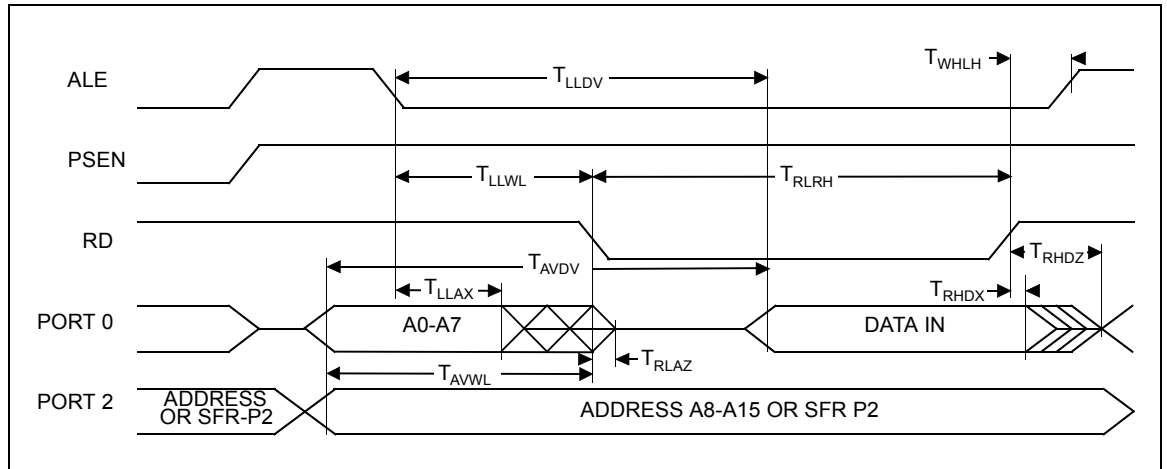 ALE
T_LLDV
T_WHLH
PSEN
T_LLWL
T_RLRH
RD
T_AVDV
T_RHDZ
T_LLAX
T_RHDX
PORT 0
A0-A7
DATA IN
T_RLAZ
T_AVWL
PORT 2
ADDRESS
OR SFR-P2
ADDRESS A8-A15 OR SFR P2